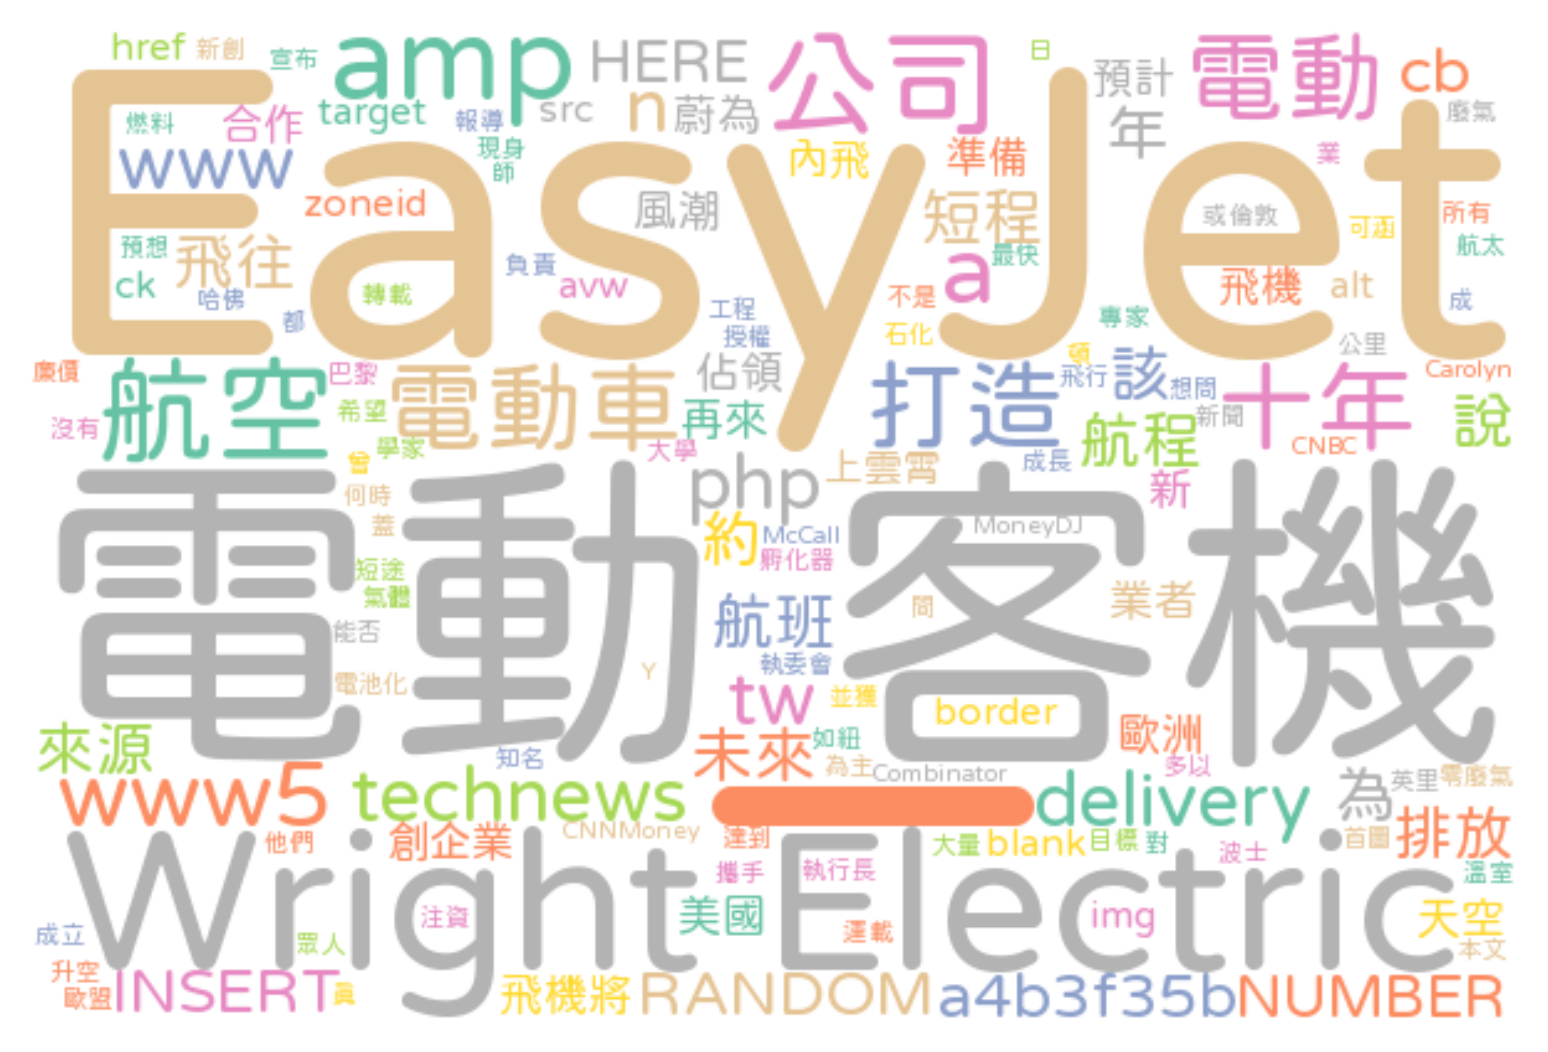 href 新創 宣布 amp HERE 公司 日 預計 電動 cb
燃料 合作 target 報導 src n 蔚為 年 廢氣
www 現身 師 內飛 準備 業
EasyJet
zoneid 風潮 短程 或倫敦 可函 所有
預想 飛往 負責 avw a 最快 飛機 alt 航太
ck 哈佛 都 轉載 工程 授權 不是 石化 專家 成
廉價 航空 巴黎 電動車 佔領 打造 頓 飛行 該 想問 公里 十年 Carolyn
沒有 希望 學家 大學 再來 航程 新聞 CNBC 說
曾 何時 蓋 php 上雲霄 成長 新
電動客機
約 McCall 孵化器 MoneyDJ
短途 氣體 航班 間 業者
能否 電池化 Y 執委會 tw 並獲 border
來源 知名 未來 如紐 為主 Combinator 歐洲 多以
www5 technews delivery 為 英里 零廢氣
他們 創企業 CNNMoney 達到 大量 blank 目標 對 波士 首圖 排放
Wright Electric
攜手 執行長 溫室
成立 眾人 注資 美國 運載 img 天空 本文
升空 歐盟 INSERT 員 飛機將 RANDOM a4b3f35b NUMBER